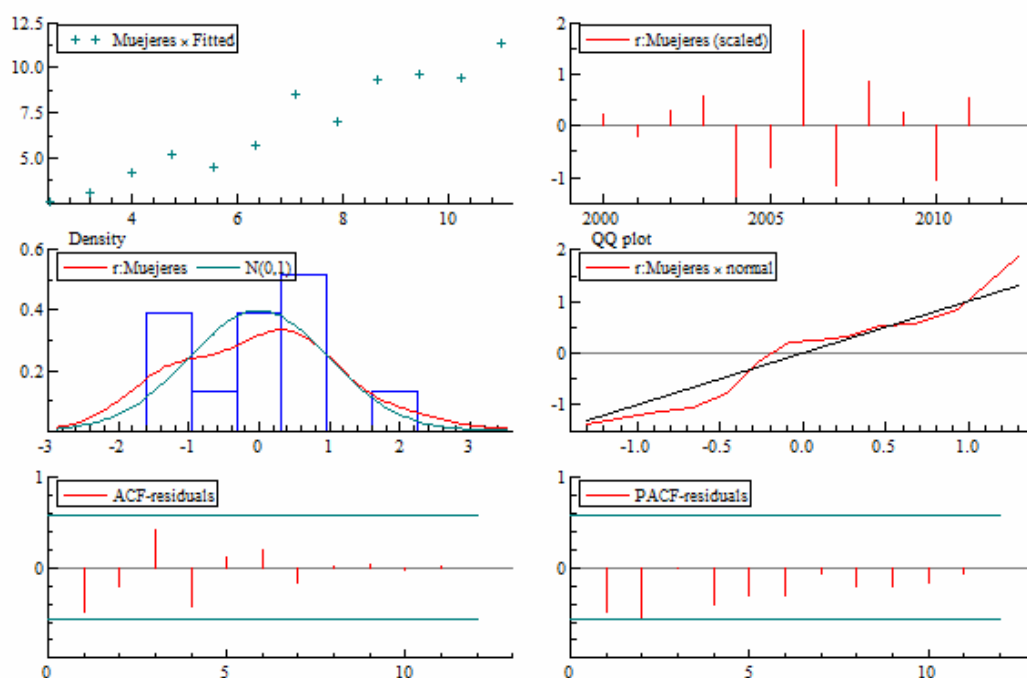 12.5
10.0
7.5
5.0
Muejeres × Fitted
4 6 8 10
2
1
0
-1
r:Muejeres (scaled)
2000 2005 2010
Density
0.6
0.4
0.2
r:Muejeres N(0,1)
-3 -2 -1 0 1 2 3
QQ plot
2
1
0
-1
r:Muejeres × normal
-1.0 -0.5 0.0 0.5 1.0
1
0
ACF-residuals
0 5 10
1
0
PACF-residuals
0 5 10